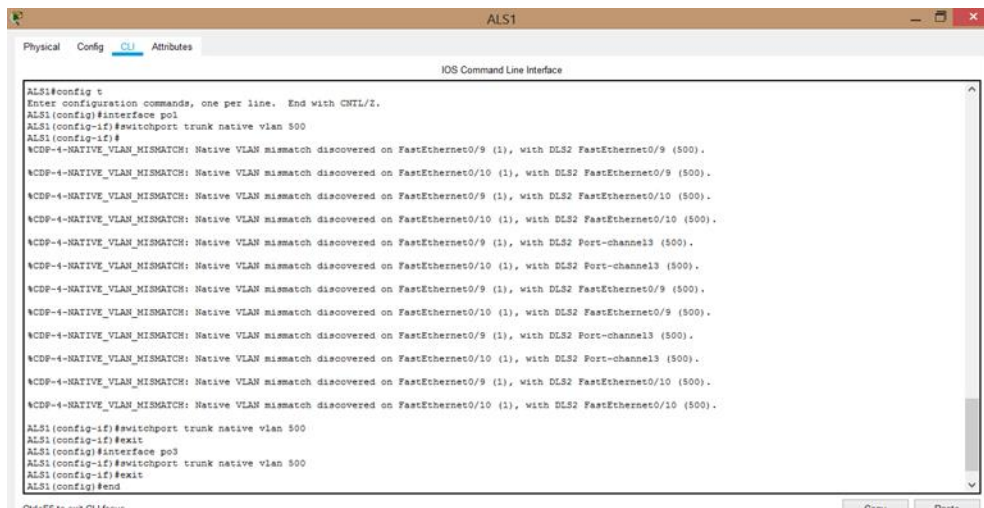 ALS1
Physical Config CLI Attributes
IOS Command Line Interface
ALS1#config t
Enter configuration commands, one per line. End with CNTL/Z.
ALS1(config)#interface po1
ALS1(config-if)#switchport trunk native vlan 500
ALS1(config-if)#
%CDP-4-NATIVE_VLAN_MISMATCH: Native VLAN mismatch discovered on FastEthernet0/9 (1), with DLS2 FastEthernet0/9 (500).
%CDP-4-NATIVE_VLAN_MISMATCH: Native VLAN mismatch discovered on FastEthernet0/10 (1), with DLS2 FastEthernet0/9 (500).
%CDP-4-NATIVE_VLAN_MISMATCH: Native VLAN mismatch discovered on FastEthernet0/9 (1), with DLS2 FastEthernet0/10 (500).
%CDP-4-NATIVE_VLAN_MISMATCH: Native VLAN mismatch discovered on FastEthernet0/10 (1), with DLS2 FastEthernet0/10 (500).
%CDP-4-NATIVE_VLAN_MISMATCH: Native VLAN mismatch discovered on FastEthernet0/9 (1), with DLS2 Port-channel3 (500).
%CDP-4-NATIVE_VLAN_MISMATCH: Native VLAN mismatch discovered on FastEthernet0/10 (1), with DLS2 Port-channel3 (500).
%CDP-4-NATIVE_VLAN_MISMATCH: Native VLAN mismatch discovered on FastEthernet0/9 (1), with DLS2 FastEthernet0/9 (500).
%CDP-4-NATIVE_VLAN_MISMATCH: Native VLAN mismatch discovered on FastEthernet0/10 (1), with DLS2 FastEthernet0/9 (500).
%CDP-4-NATIVE_VLAN_MISMATCH: Native VLAN mismatch discovered on FastEthernet0/9 (1), with DLS2 Port-channel3 (500).
%CDP-4-NATIVE_VLAN_MISMATCH: Native VLAN mismatch discovered on FastEthernet0/10 (1), with DLS2 Port-channel3 (500).
%CDP-4-NATIVE_VLAN_MISMATCH: Native VLAN mismatch discovered on FastEthernet0/9 (1), with DLS2 FastEthernet0/10 (500).
%CDP-4-NATIVE_VLAN_MISMATCH: Native VLAN mismatch discovered on FastEthernet0/10 (1), with DLS2 FastEthernet0/10 (500).
ALS1(config-if)#switchport trunk native vlan 500
ALS1(config-if)#exit
ALS1(config)#interface po3
ALS1(config-if)#switchport trunk native vlan 500
ALS1(config-if)#exit
ALS1(config)#end